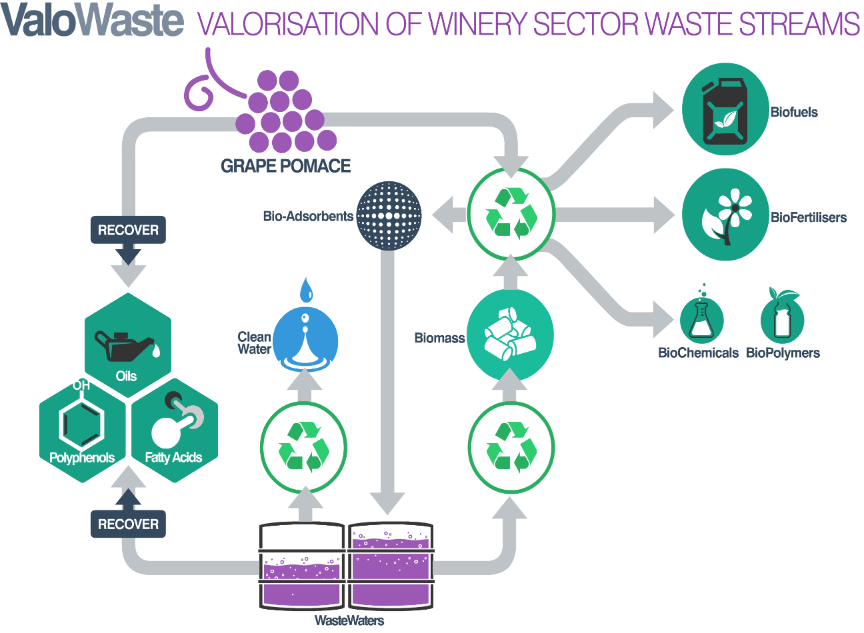 ValoWaste VALORISATION OF WINERY SECTOR WASTE STREAMS
GRAPE POMACE
Biofuels
Bio-Adsorbents
BioFertilisers
RECOVER
Clean
Water
Biomass
BioChemicals
BioPolymers
Oils
OH
Polyphenols
Fatty Acids
RECOVER
WasteWaters